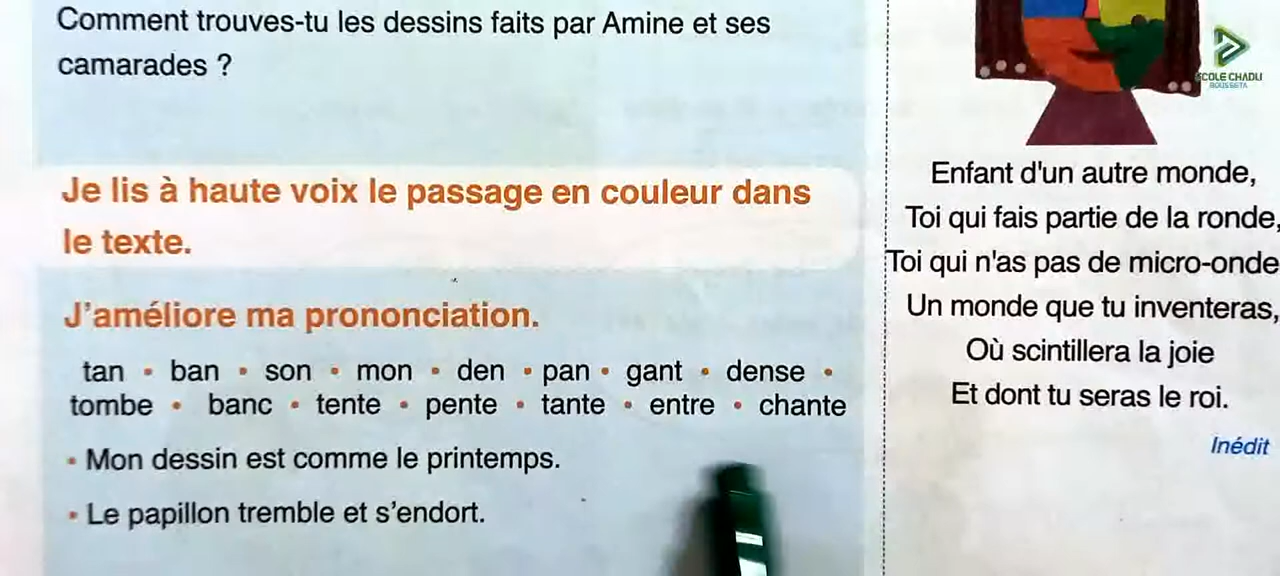 Comment trouves-tu les dessins faits par Amine et ses
camarades ?
Je lis à haute voix le passage en couleur dans
le texte.
J'améliore ma prononciation.
tan • ban • son • mon • den • pan • gant • dense •
tombe • banc • tente • pente • tante • entre • chante
• Mon dessin est comme le printemps.
• Le papillon tremble et s'endort.
ÉCOLE CHADLI
BOUSSETA
Enfant d'un autre monde,
Toi qui fais partie de la ronde,
Toi qui n'as pas de micro-onde
Un monde que tu inventeras,
Où scintillera la joie
Et dont tu seras le roi.
Inédit